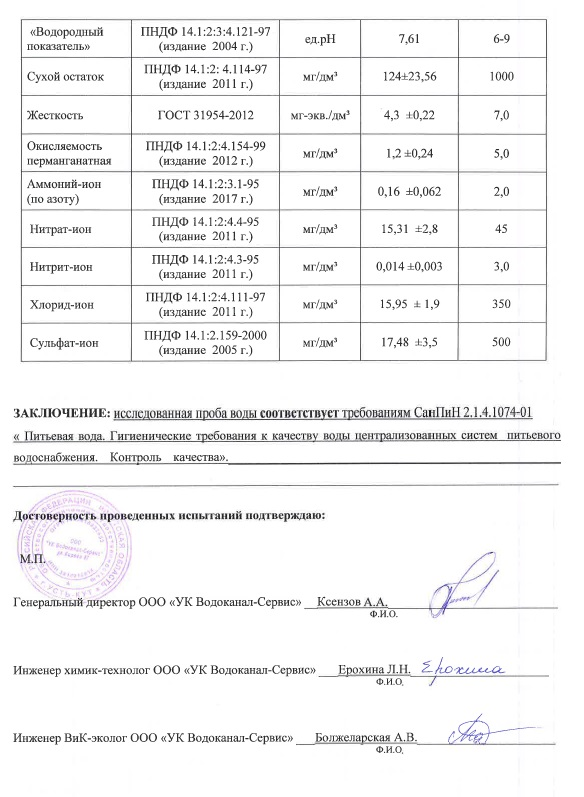 «Водородный показатель» ПНДФ 14.1:2:3:4.121-97 (издание 2004 г.) ед.pH 7,61 6-9
Сухой остаток ПНДФ 14.1:2: 4.114-97 (издание 2011 г.) мг/дм³ 124±23,56 1000
Жесткость ГОСТ 31954-2012 мг-экв./дм³ 4,3 ±0,22 7,0
Окисляемость перманганатная ПНДФ 14.1:2:4.154-99 (издание 2012 г.) мг/дм³ 1,2 ±0,24 5,0
Аммоний-ион (по азоту) ПНДФ 14.1:2:3.1-95 (издание 2017 г.) мг/дм³ 0,16 ±0,062 2,0
Нитрат-ион ПНДФ 14.1:2:4.4-95 (издание 2011 г.) мг/дм³ 15,31 ±2,8 45
Нитрит-ион ПНДФ 14.1:2:4.3-95 (издание 2011 г.) мг/дм³ 0,014 ±0,003 3,0
Хлорид-ион ПНДФ 14.1:2:4.111-97 (издание 2011 г.) мг/дм³ 15,95 ± 1,9 350
Сульфат-ион ПНДФ 14.1:2.159-2000 (издание 2005 г.) мг/дм³ 17,48 ±3,5 500
ЗАКЛЮЧЕНИЕ: исследованная проба воды соответствует требованиям СанПиН 2.1.4.1074-01
« Питьевая вода. Гигиенические требования к качеству воды централизованных систем питьевого
водоснабжения. Контроль качества».
Достоверность проведенных испытаний подтверждаю:
М.П.
Генеральный директор ООО «УК Водоканал-Сервис» Ксензов А.А.
Ф.И.О.
Инженер химик-технолог ООО «УК Водоканал-Сервис» Ерохина Л.Н. Ерохина
Ф.И.О.
Инженер ВиК-эколог ООО «УК Водоканал-Сервис» Болжеларская А.В.
Ф.И.О.